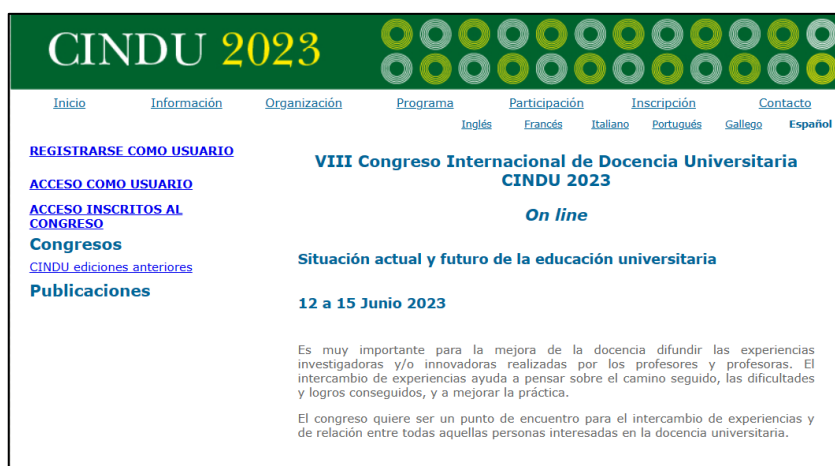 CINDU 2023
Inicio Información Organización Programa Participación Inscripción Contacto
Inglés Francés Italiano Portugués Gallego Español
REGISTRARSE COMO USUARIO
ACCESO COMO USUARIO
ACCESO INSCRITOS AL
CONGRESO
Congresos
CINDU ediciones anteriores
Publicaciones
VIII Congreso Internacional de Docencia Universitaria
CINDU 2023
On line
Situación actual y futuro de la educación universitaria
12 a 15 Junio 2023
Es muy importante para la mejora de la docencia difundir las experiencias
investigadoras y/o innovadoras realizadas por los profesores y profesoras. El
intercambio de experiencias ayuda a pensar sobre el camino seguido, las dificultades
y logros conseguidos, y a mejorar la práctica.
El congreso quiere ser un punto de encuentro para el intercambio de experiencias y
de relación entre todas aquellas personas interesadas en la docencia universitaria.